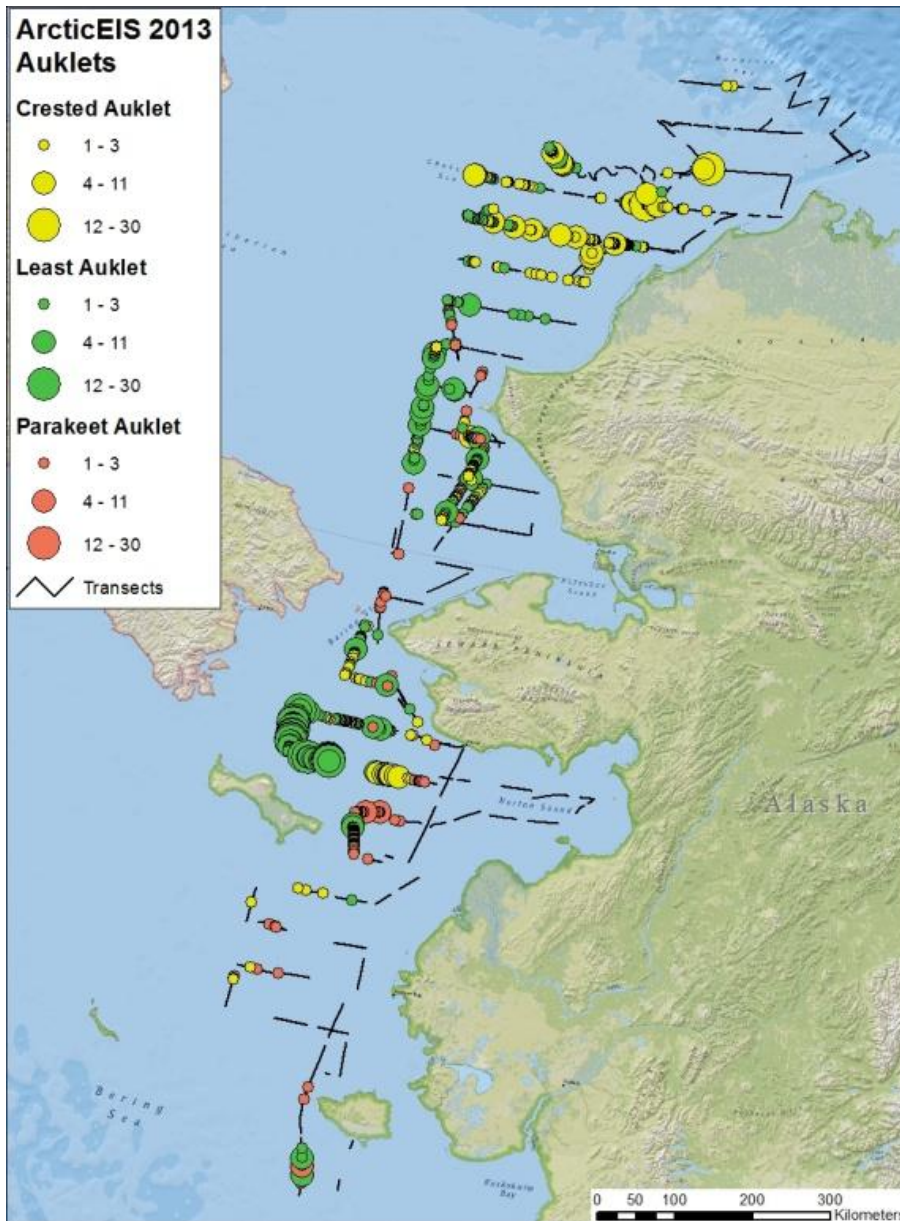 ArcticEIS 2013
Auklets
Crested Auklet
1 - 3
4 - 11
12 - 30
Least Auklet
1 - 3
4 - 11
12 - 30
Parakeet Auklet
1 - 3
4 - 11
12 - 30
Transects
Norton Sound
Alaska
Bering
Sea
0 50 100 200 300
Kilometers